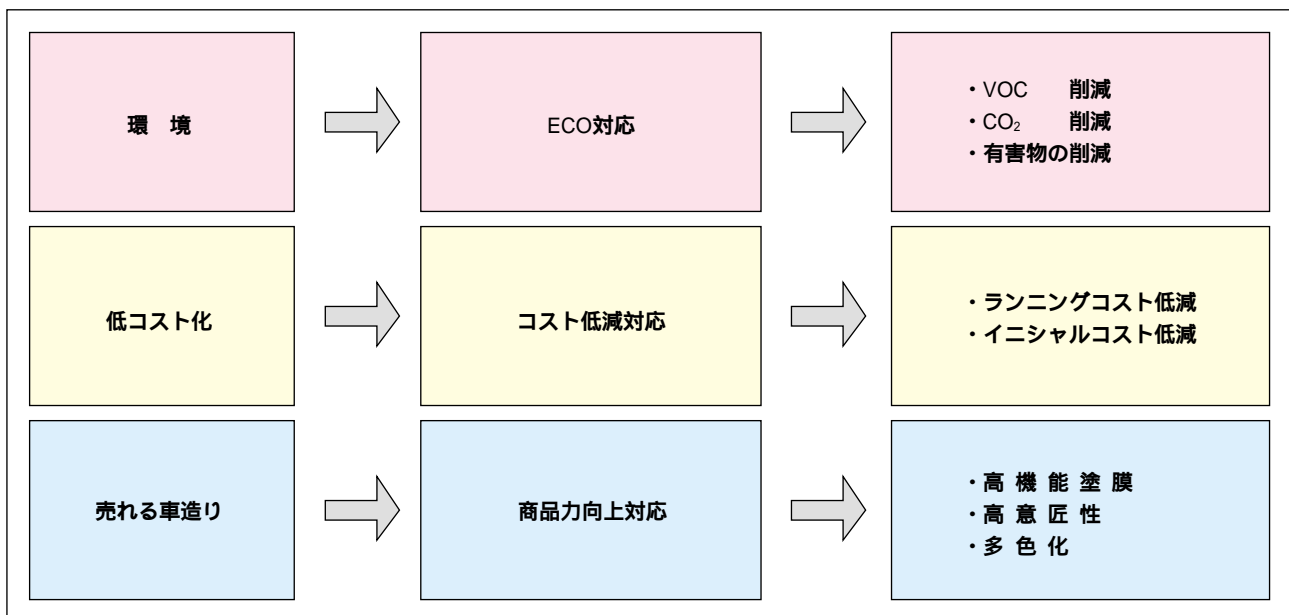 環　境
ECO対応
・VOC　　削減
・CO₂　　削減
・有害物の削減
低コスト化
コスト低減対応
・ランニングコスト低減
・イニシャルコスト低減
売れる車造り
商品力向上対応
・高 機 能 塗 膜
・高 意 匠 性
・多 色 化